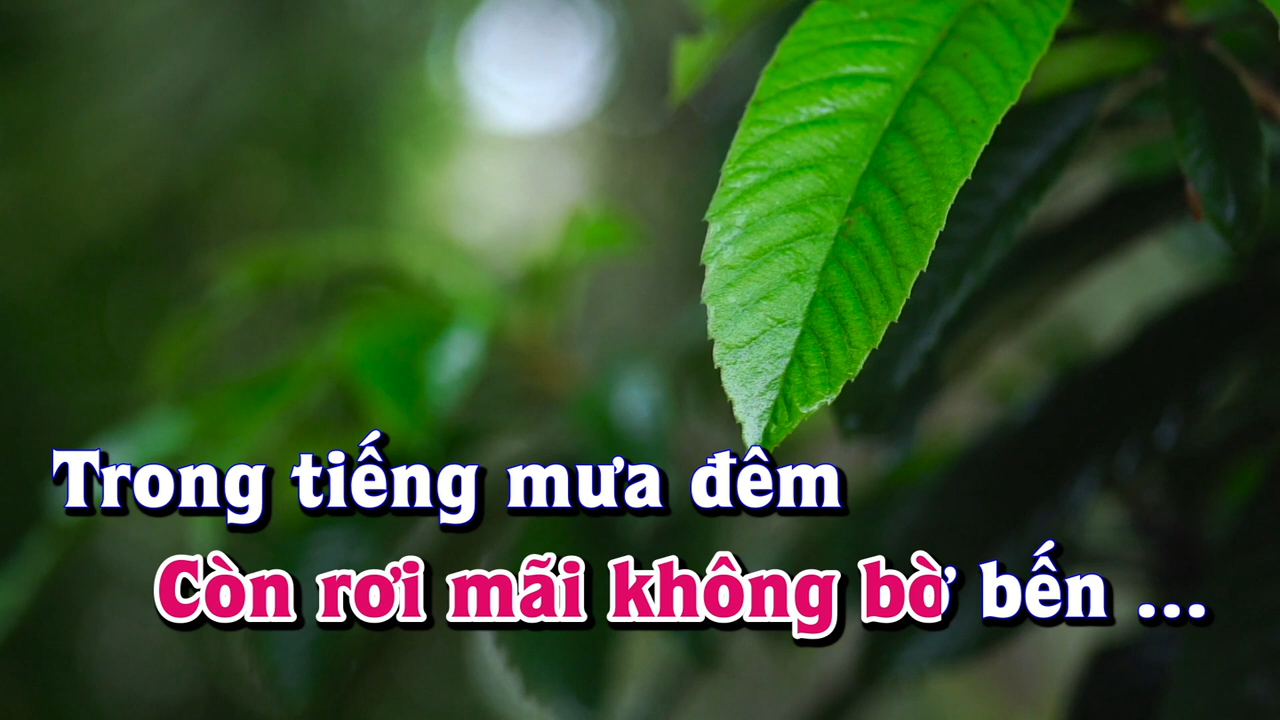 Trong tiếng mưa đêm
Còn rơi mãi không bờ bến ...